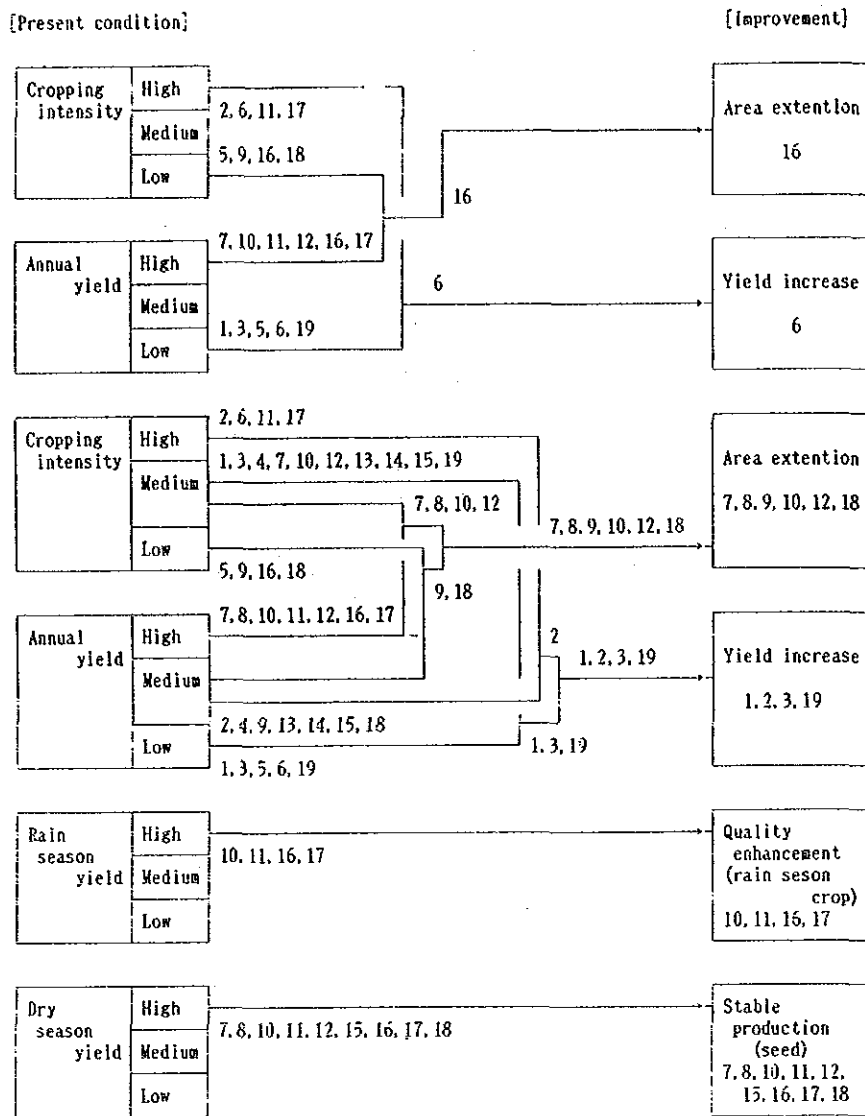 [Present condition]
[improvement]
Cropping intensity
High
2, 6, 11, 17
Medium
5, 9, 16, 18
Low
16
Area extention
16
Annual yield
High
7, 10, 11, 12, 16, 17
Medium
1, 3, 5, 6, 19
Low
6
Yield increase
6
Cropping intensity
High
2, 6, 11, 17
Medium
1, 3, 4, 7, 10, 12, 13, 14, 15, 19
Low
5, 9, 16, 18
7, 8, 10, 12
9, 18
7, 8. 9, 10, 12, 18
Area extention
7, 8. 9, 10, 12, 18
Annual yield
High
7, 8, 10, 11, 12, 16, 17
Medium
2, 4, 9, 13, 14, 15, 18
Low
1, 3, 5, 6, 19
2
1, 3, 19
1, 2, 3, 19
Yield increase
1, 2, 3, 19
Rain season yield
High
10, 11, 16, 17
Medium
Low
Quality
enhancement
(rain seson
crop)
10, 11, 16, 17
Dry season yield
High
7, 8, 10, 11, 12, 15, 16, 17, 18
Medium
Low
Stable
production
(seed)
7, 8, 10, 11, 12,
15, 16, 17, 18